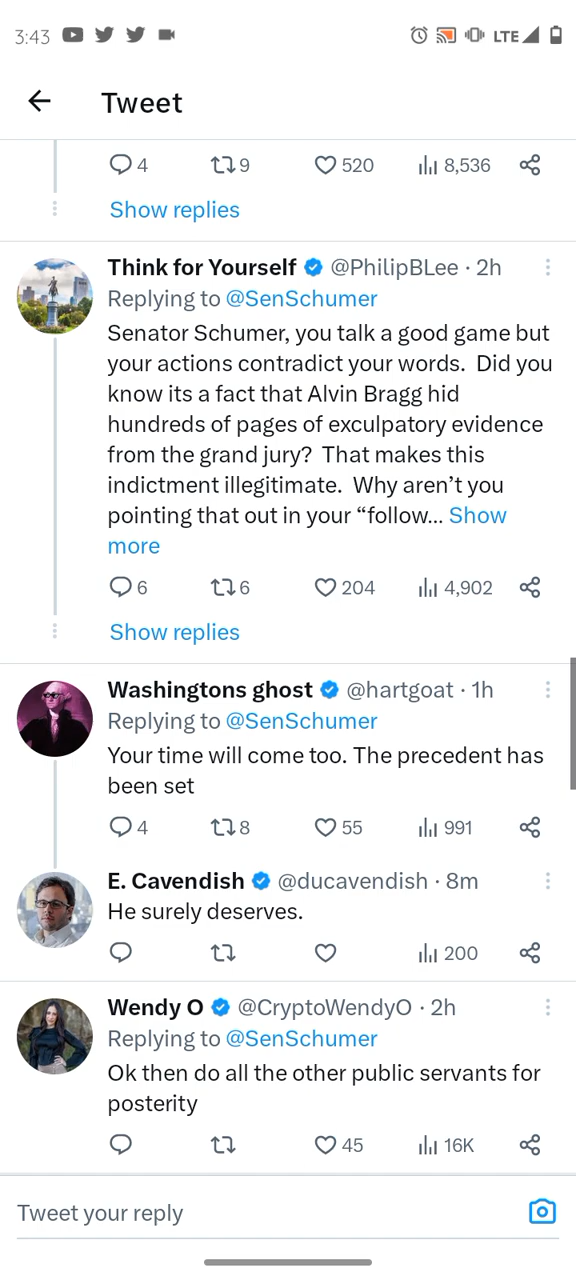 3:43 LTE
Tweet
4 9 520 8,536
Show replies
Think for Yourself @PhilipBLee · 2h
Replying to @SenSchumer
Senator Schumer, you talk a good game but
your actions contradict your words.  Did you
know its a fact that Alvin Bragg hid
hundreds of pages of exculpatory evidence
from the grand jury?  That makes this
indictment illegitimate.  Why aren’t you
pointing that out in your “follow... Show
more
6 6 204 4,902
Show replies
Washingtons ghost @hartgoat · 1h
Replying to @SenSchumer
Your time will come too. The precedent has
been set
4 8 55 991
E. Cavendish @ducavendish · 8m
He surely deserves.
200
Wendy O @CryptoWendyO · 2h
Replying to @SenSchumer
Ok then do all the other public servants for
posterity
45 16K
Tweet your reply